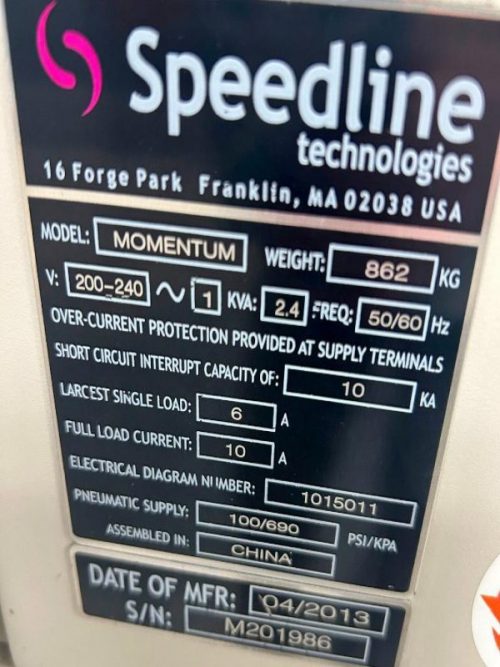 Speedline
technologies
16 Forge Park Franklin, MA 02038 USA
MODEL: MOMENTUM WEIGHT: 862 KG
V: 200-240 ~ 1 KVA: 2.4 FREQ: 50/60 Hz
OVER-CURRENT PROTECTION PROVIDED AT SUPPLY TERMINALS
SHORT CIRCUIT INTERRUPT CAPACITY OF: 10 KA
LARGEST SINGLE LOAD: 6 A
FULL LOAD CURRENT: 10 A
ELECTRICAL DIAGRAM NUMBER: 1015011
PNEUMATIC SUPPLY: 100/690 PSI/KPA
ASSEMBLED IN: CHINA
DATE OF MFR: 04/2013
S/N: M201986